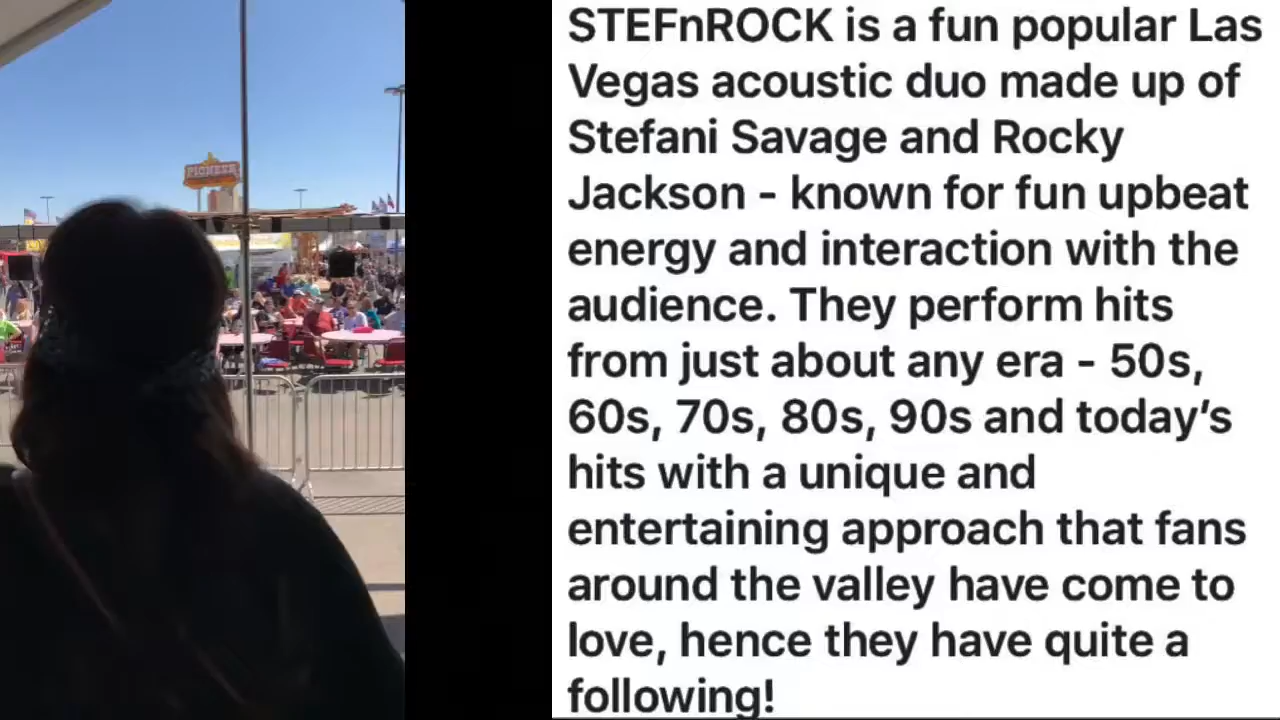 PIONEER
STEFnROCK is a fun popular Las
Vegas acoustic duo made up of
Stefani Savage and Rocky
Jackson - known for fun upbeat
energy and interaction with the
audience. They perform hits
from just about any era - 50s,
60s, 70s, 80s, 90s and today’s
hits with a unique and
entertaining approach that fans
around the valley have come to
love, hence they have quite a
following!